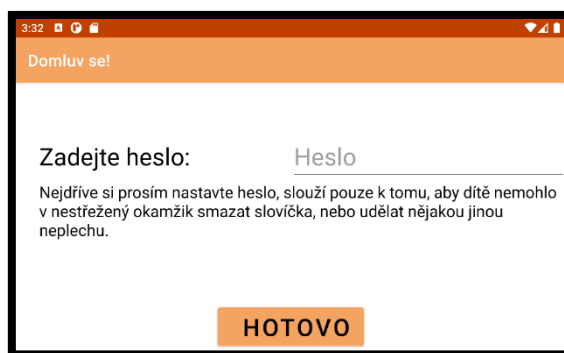 3:32
Domluv se!
Zadejte heslo: Heslo
Nejdříve si prosím nastavte heslo, slouží pouze k tomu, aby dítě nemohlo
v nestřežený okamžik smazat slovíčka, nebo udělat nějakou jinou
neplechu.
HOTOVO